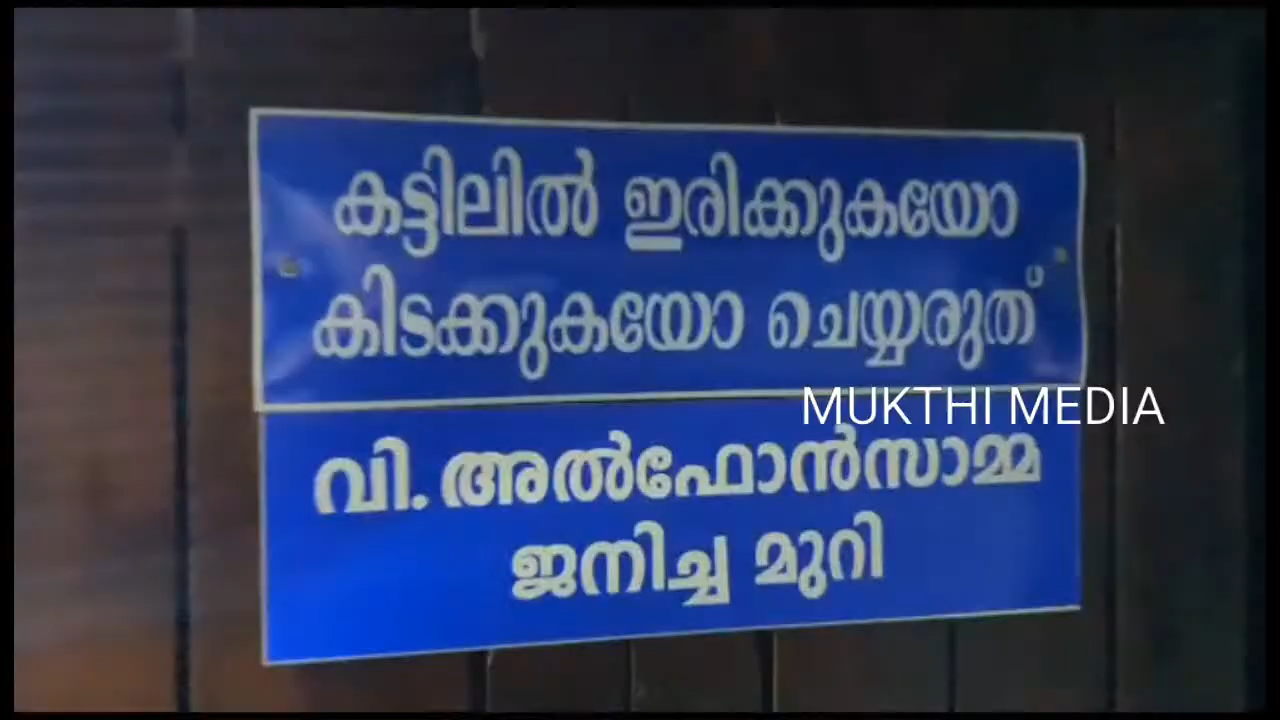 കട്ടിലിൽ ഇരിക്കുകയോ
കിടക്കുകയോ ചെയ്യരുത്
MUKTHI MEDIA
വി. അൽഫോൻസാമ്മ
ജനിച്ച മുറി